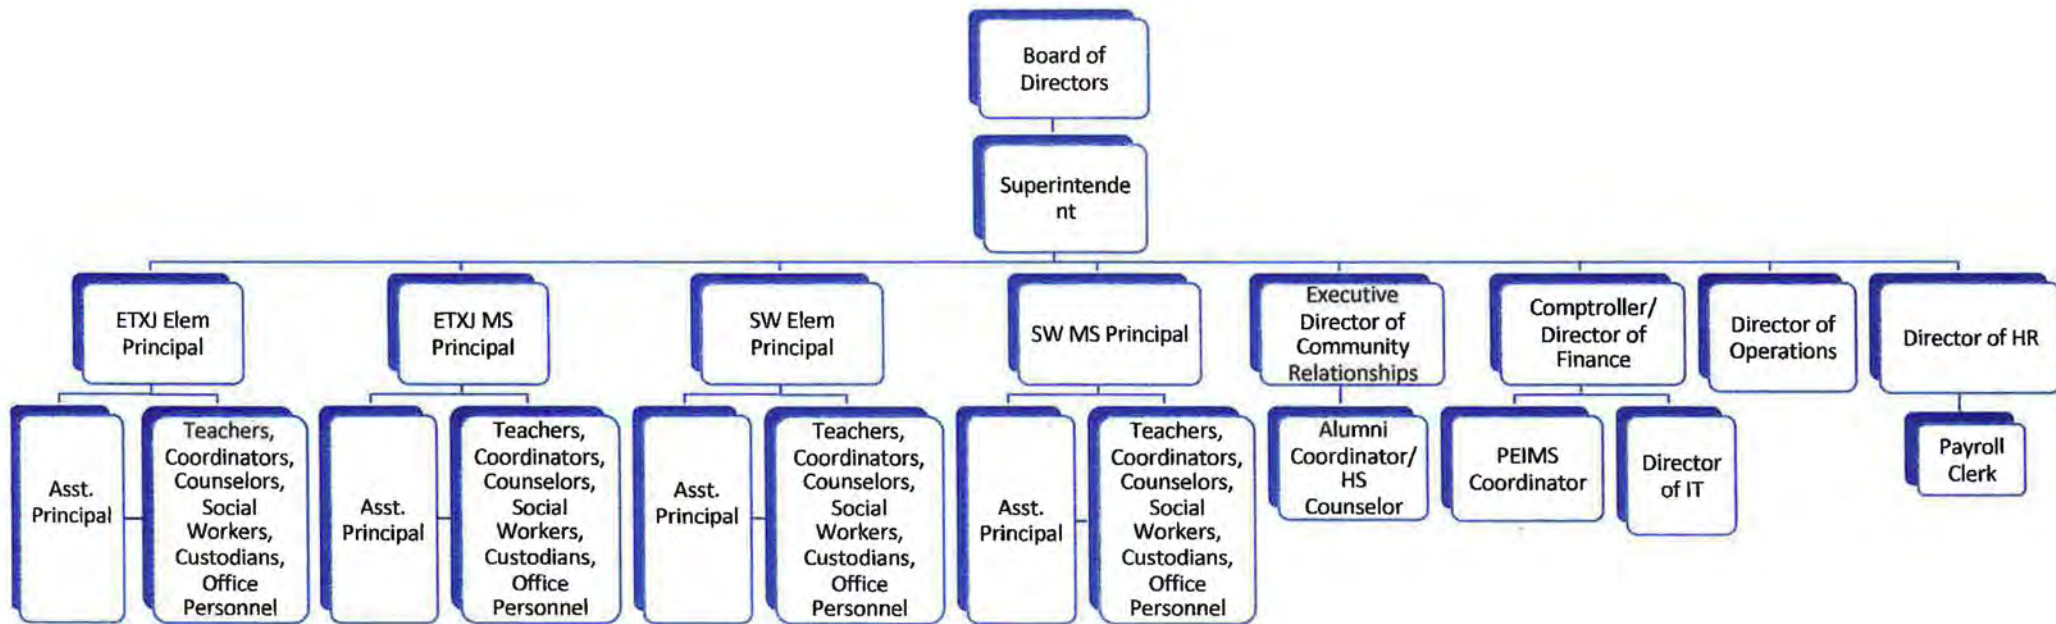 Board of
Directors
Superintende
nt
ETXJ Elem
Principal
ETXJ MS
Principal
SW Elem
Principal
SW MS Principal
Executive
Director of
Community
Relationships
Comptroller/
Director of
Finance
Director of
Operations
Director of HR
Asst.
Principal
Teachers,
Coordinators,
Counselors,
Social
Workers,
Custodians,
Office
Personnel
Asst.
Principal
Teachers,
Coordinators,
Counselors,
Social
Workers,
Custodians,
Office
Personnel
Asst.
Principal
Teachers,
Coordinators,
Counselors,
Social
Workers,
Custodians,
Office
Personnel
Asst.
Principal
Teachers,
Coordinators,
Counselors,
Social
Workers,
Custodians,
Office
Personnel
Alumni
Coordinator/
HS
Counselor
PEIMS
Coordinator
Director
of IT
Payroll
Clerk